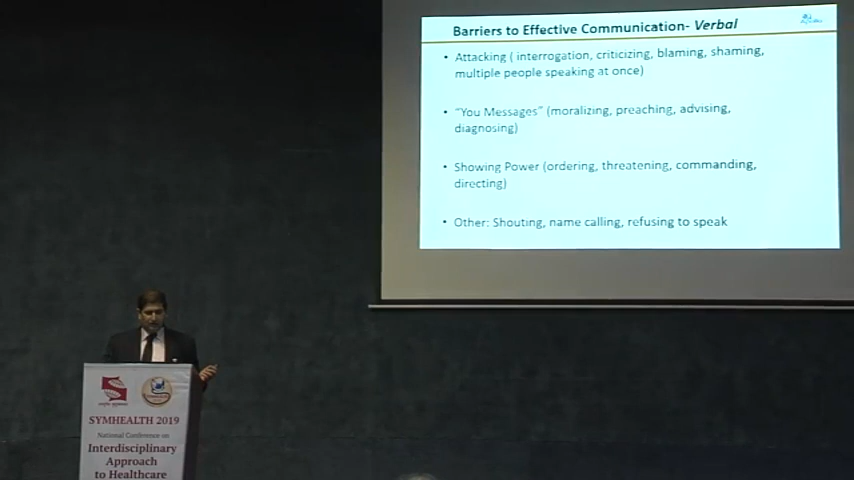 Barriers to Effective Communication- Verbal
• Attacking ( interrogation, criticizing, blaming, shaming,
multiple people speaking at once)
• "You Messages" (moralizing, preaching, advising,
diagnosing)
• Showing Power (ordering, threatening, commanding,
directing)
• Other: Shouting, name calling, refusing to speak
SYMHEALTH 2019
National Conference on
Interdisciplinary
Approach
to Healthcare